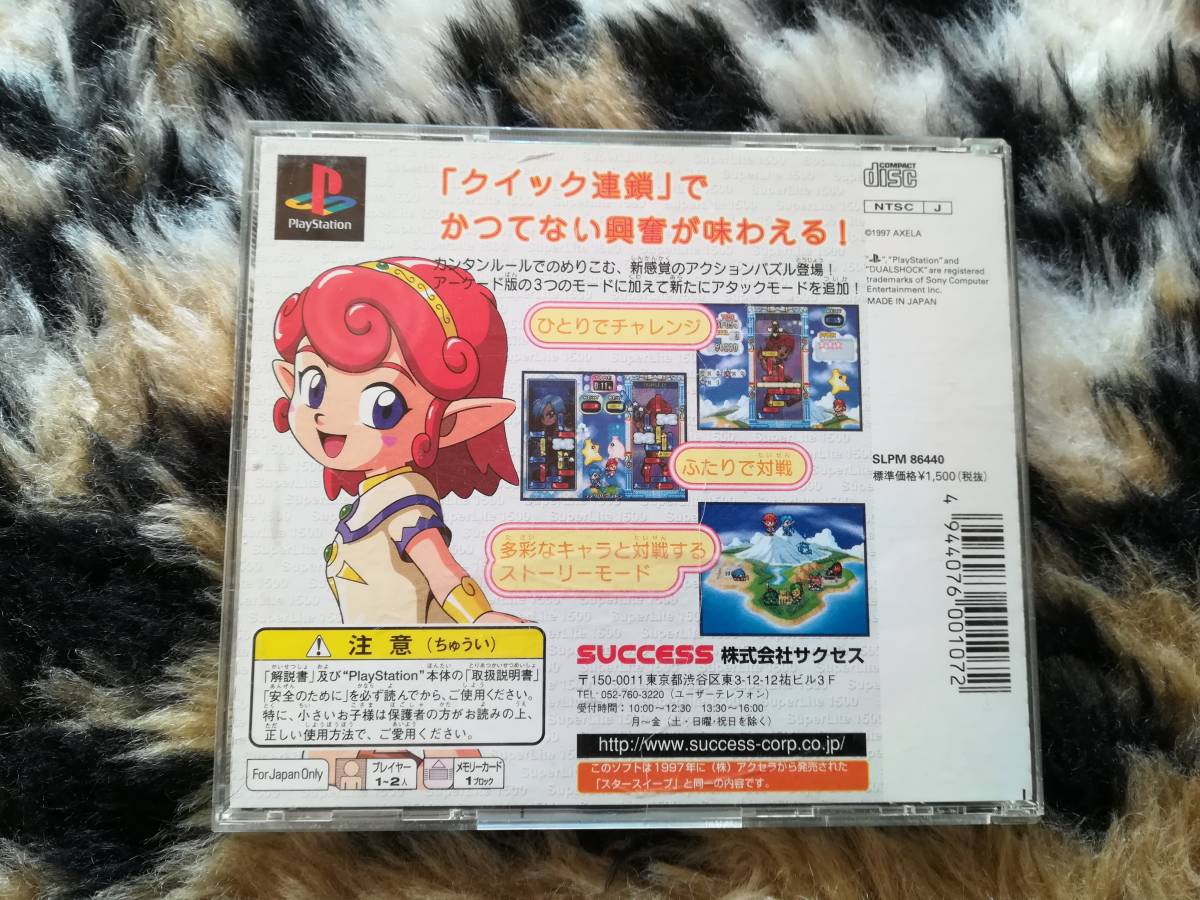 PlayStation
「クイック連鎖」で
かつてない興奮が味わえる！
カンタンルールでのめりこむ、新感覚のアクションパズル登場！
アーケード版の3つのモードに加えて新たにアタックモードを追加！
ひとりでチャレンジ
ふたりで対戦
多彩なキャラと対戦する
ストーリーモード
COMPACT
disc
NTSC J
©1997 AXELA
"PS", "PlayStation" and
"DUALSHOCK" are registered
trademarks of Sony Computer
Entertainment Inc.
MADE IN JAPAN
SLPM 86440
標準価格¥1,500(税抜)
4 944076 001072
注意（ちゅうい）
「解説書」及び"PlayStation"本体の「取扱説明書」
「安全のために」を必ず読んでから、ご使用ください。
特に、小さいお子様は保護者の方がお読みの上、
正しい使用方法で、ご愛用ください。
SUCCESS 株式会社サクセス
〒150-0011 東京都渋谷区東3-12-12祐ビル3F
TEL 052-760-3220（ユーザーテレフォン）
受付時間：10:00〜12:30 13:30〜16:00
月〜金（土・日曜・祝日を除く）
http://www.success-corp.co.jp/
このソフトは1997年に（株）アクセラから発売された
「スタースイープ」と同一の内容です。
For Japan Only
プレイヤー
1〜2人
メモリーカード
1ブロック
SuperLite 1500